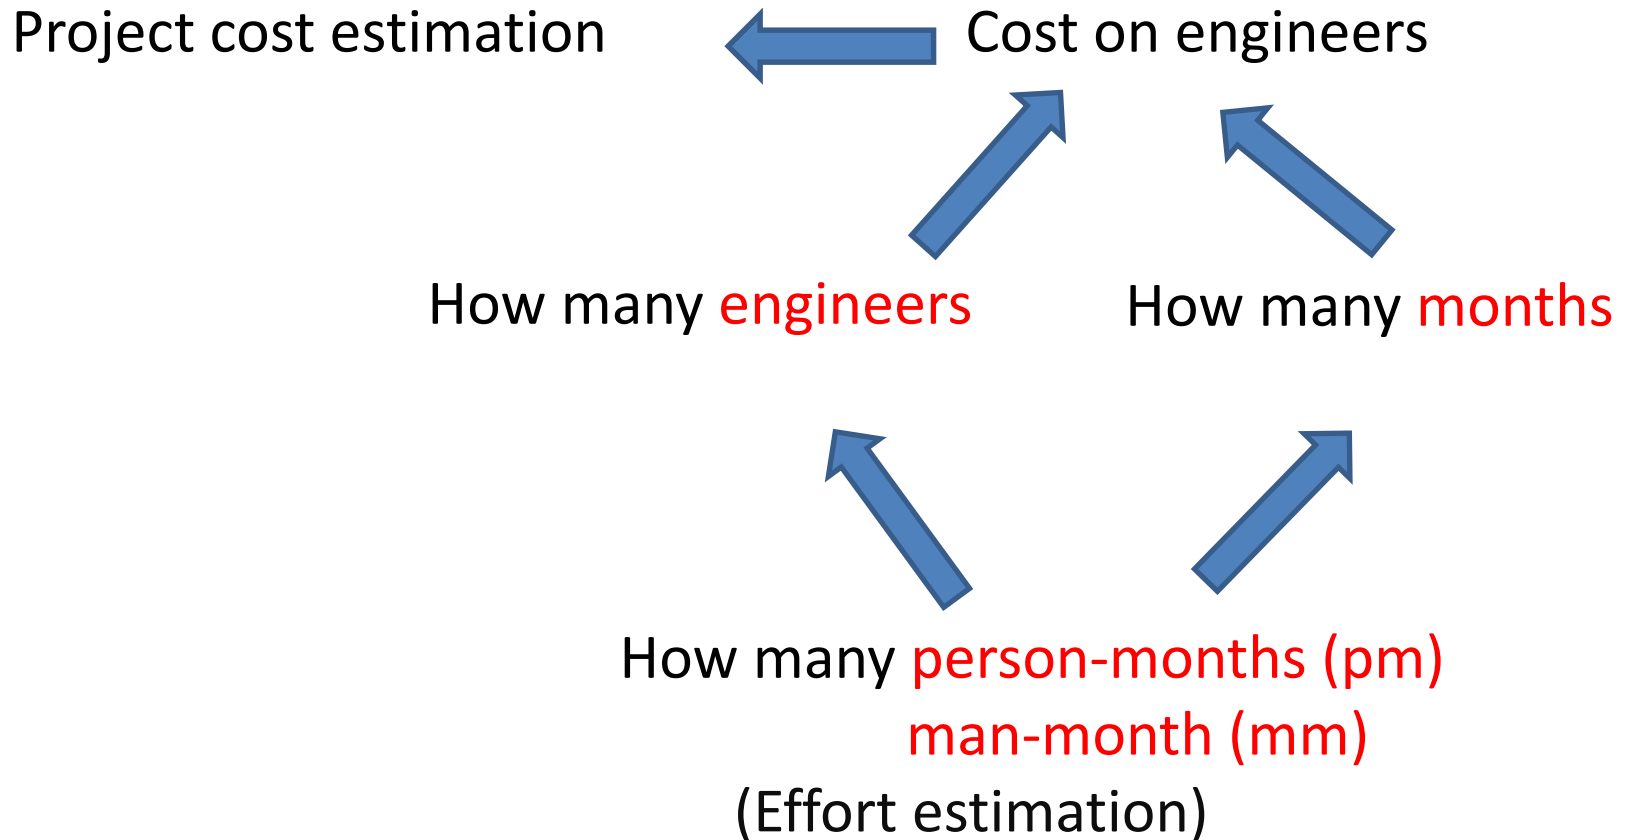 Project cost estimation
Cost on engineers
How many engineers
How many months
How many person-months (pm)
man-month (mm)
(Effort estimation)